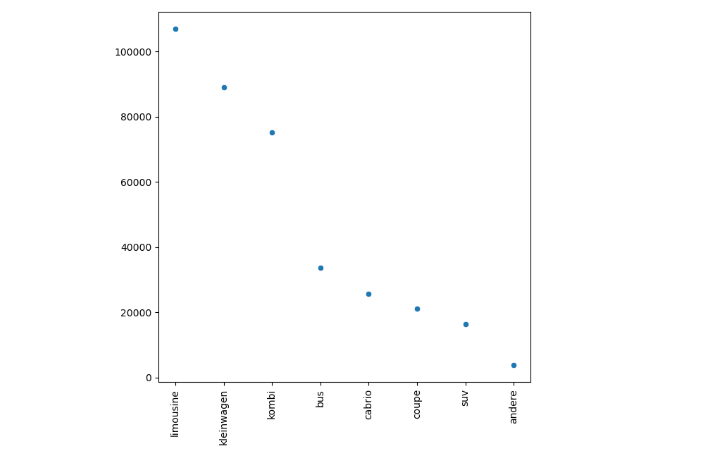 100000
80000
60000
40000
20000
0
limousine
kleinwagen
kombi
bus
cabrio
coupe
suv
andere